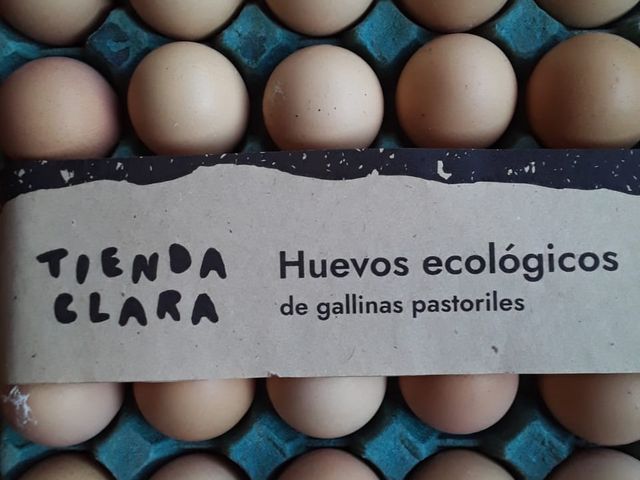 TIENDA
CLARA
Huevos ecológicos
de gallinas pastoriles